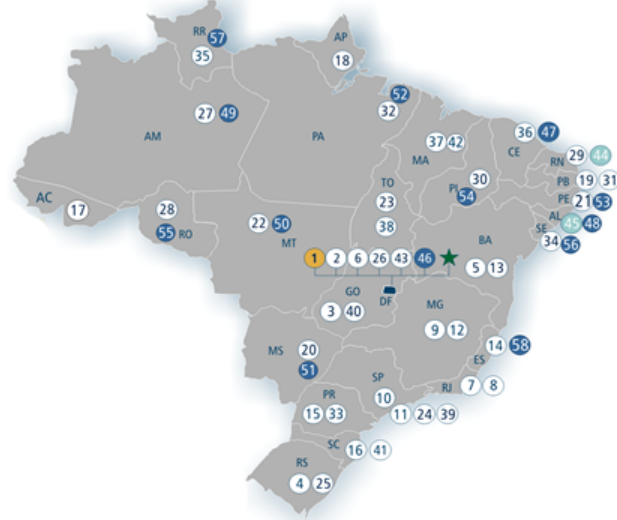 RR 57
35
AP
18
52
32
27 49
AM
PA
36 47
CE
37 42
MA
RN 29 44
30
PI
54
PB 19 31
PE 21 53
AL
45 48
SE
34 56
AC
17
28
55 RO
TO
23
38
22 50
MT
1 2 6 26 43 46
BA
5 13
GO
DF
3 40
MG
9 12
14 58
ES
MS 20
51
SP
10
RJ 7 8
11 24 39
PR
15 33
SC 16 41
RS
4 25